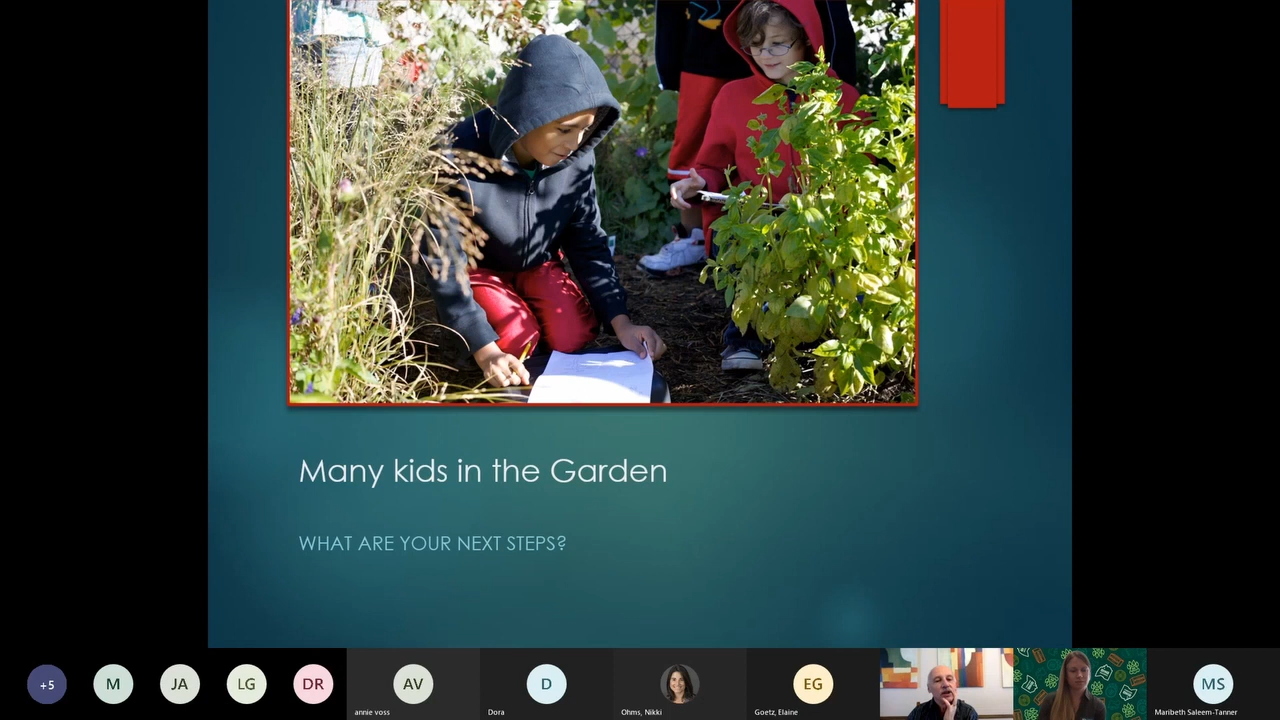 Many kids in the Garden
WHAT ARE YOUR NEXT STEPS?
+5
M
JA
LG
DR
AV
D
EG
MS
annie voss
Dora
Ohms, Nikki
Goetz, Elaine
Maribeth Saleem-Tanner